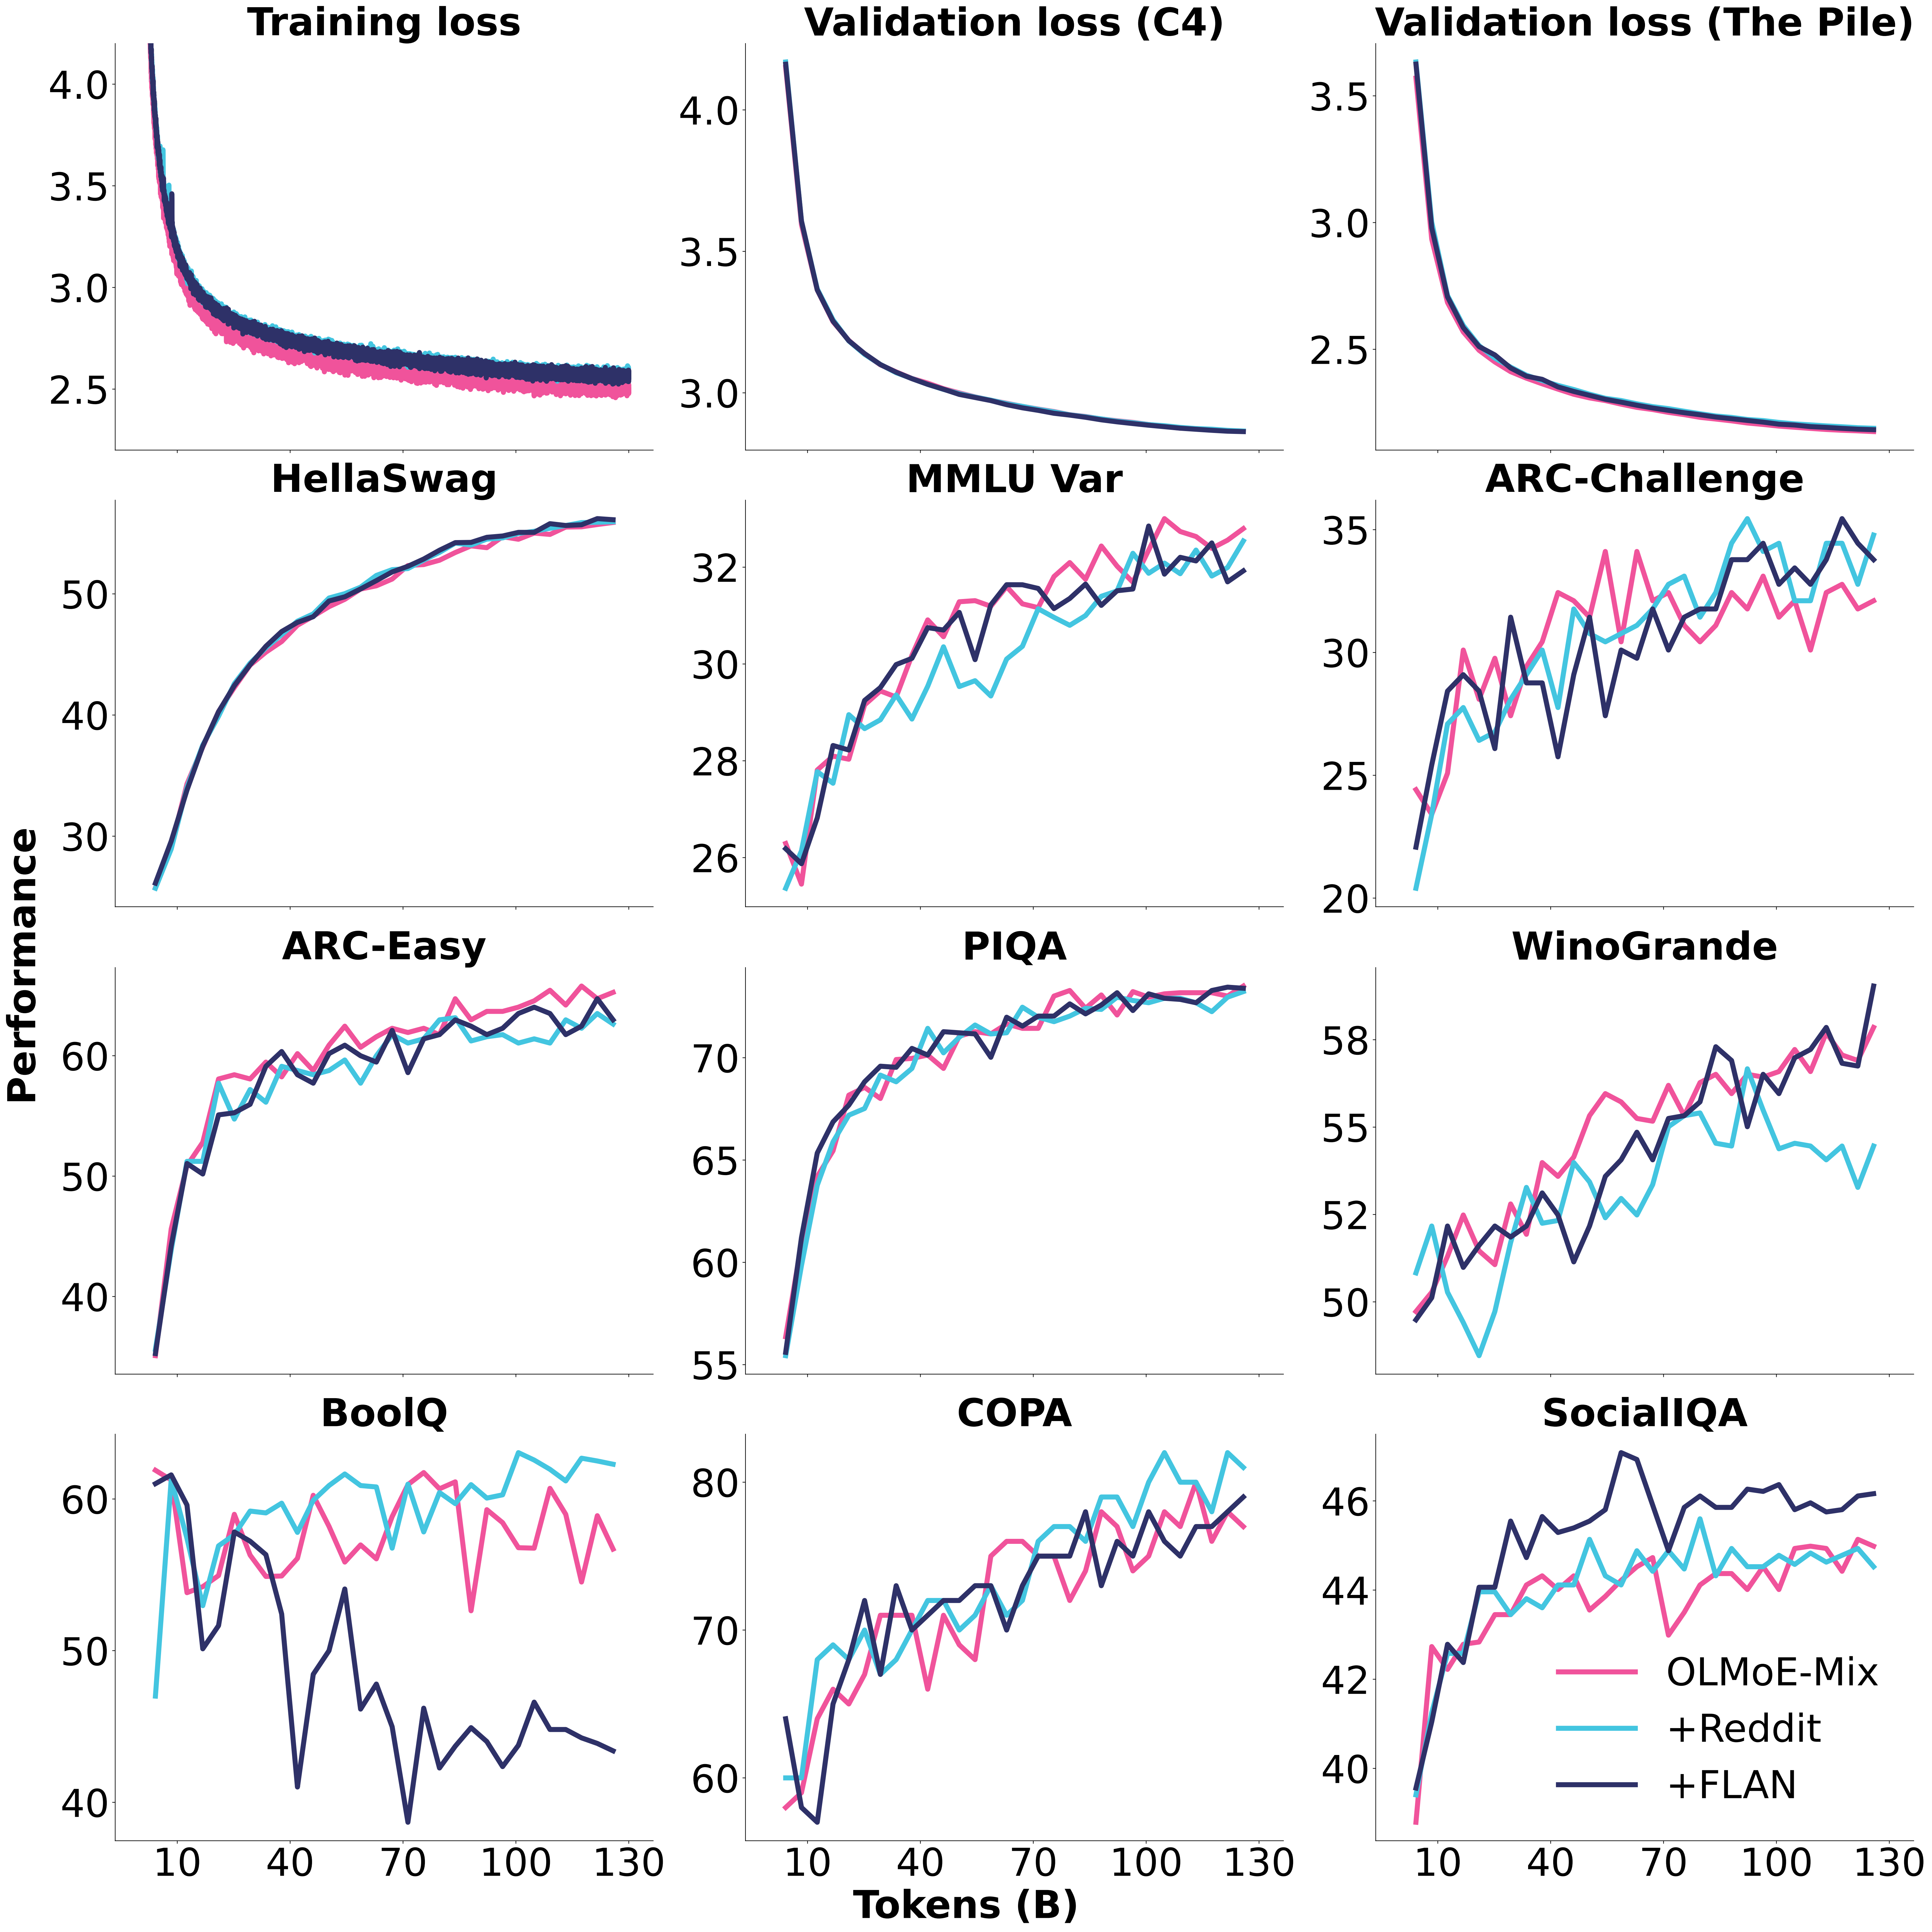 Training loss
Validation loss (C4)
Validation loss (The Pile)
4.0
3.5
3.0
2.5
4.0
3.5
3.0
3.5
3.0
2.5
HellaSwag
MMLU Var
ARC-Challenge
50
40
30
32
30
28
26
35
30
25
20
Performance
ARC-Easy
PIQA
WinoGrande
60
50
40
70
65
60
55
58
55
52
50
BoolQ
COPA
SocialIQA
60
50
40
80
70
60
46
44
42
40
OLMoE-Mix
+Reddit
+FLAN
10 40 70 100 130
10 40 70 100 130
10 40 70 100 130
Tokens (B)